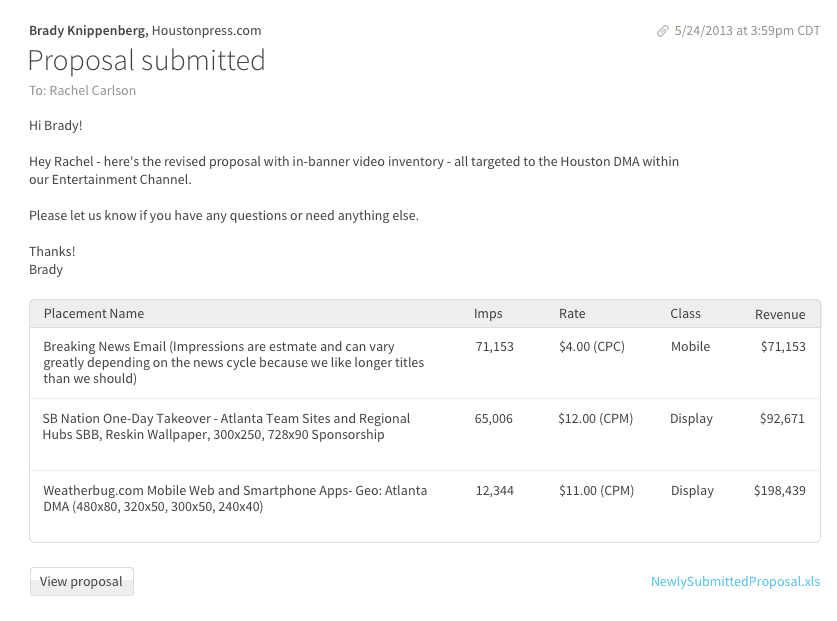 Brady Knippenberg, Houstonpress.com
5/24/2013 at 3:59pm CDT
Proposal submitted
To: Rachel Carlson
Hi Brady!
Hey Rachel - here's the revised proposal with in-banner video inventory - all targeted to the Houston DMA within
our Entertainment Channel.
Please let us know if you have any questions or need anything else.
Thanks!
Brady
Placement Name Imps Rate Class Revenue
Breaking News Email (Impressions are estmate and can vary 71,153 $4.00 (CPC) Mobile $71,153
greatly depending on the news cycle because we like longer titles
than we should)
SB Nation One-Day Takeover - Atlanta Team Sites and Regional 65,006 $12.00 (CPM) Display $92,671
Hubs SBB, Reskin Wallpaper, 300x250, 728x90 Sponsorship
Weatherbug.com Mobile Web and Smartphone Apps- Geo: Atlanta 12,344 $11.00 (CPM) Display $198,439
DMA (480x80, 320x50, 300x50, 240x40)
View proposal
NewlySubmittedProposal.xls